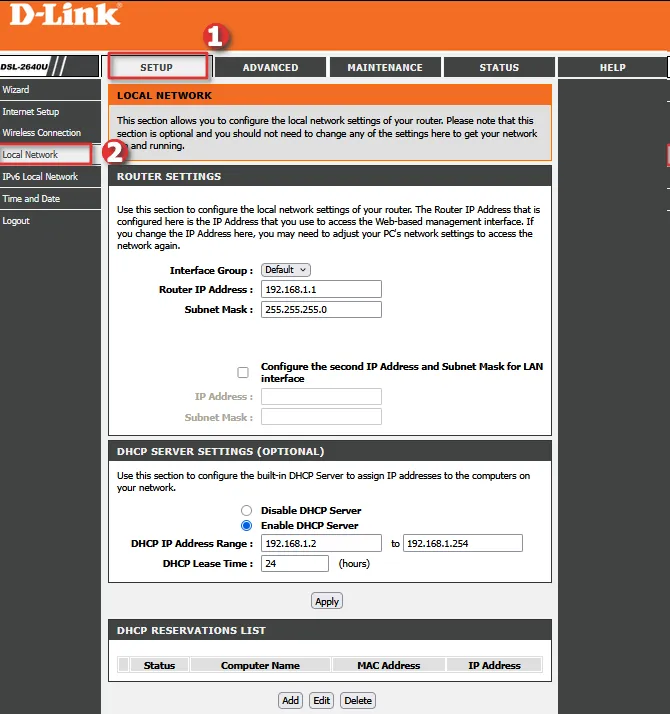 D-Link
1
DSL-2640U
SETUP
ADVANCED
MAINTENANCE
STATUS
HELP
Wizard
Internet Setup
Wireless Connection
Local Network
2
IPv6 Local Network
Time and Date
Logout
LOCAL NETWORK
This section allows you to configure the local network settings of your router. Please note that this
section is optional and you should not need to change any of the settings here to get your network
and running.
ROUTER SETTINGS
Use this section to configure the local network settings of your router. The Router IP Address that is
configured here is the IP Address that you use to access the Web-based management interface. If
you change the IP Address here, you may need to adjust your PC's network settings to access the
network again.
Interface Group : Default
Router IP Address : 192.168.1.1
Subnet Mask : 255.255.255.0
Configure the second IP Address and Subnet Mask for LAN
interface
IP Address :
Subnet Mask :
DHCP SERVER SETTINGS (OPTIONAL)
Use this section to configure the built-in DHCP Server to assign IP addresses to the computers on
your network.
Disable DHCP Server
Enable DHCP Server
DHCP IP Address Range : 192.168.1.2 to 192.168.1.254
DHCP Lease Time : 24 (hours)
Apply
DHCP RESERVATIONS LIST
Status Computer Name MAC Address IP Address
Add Edit Delete